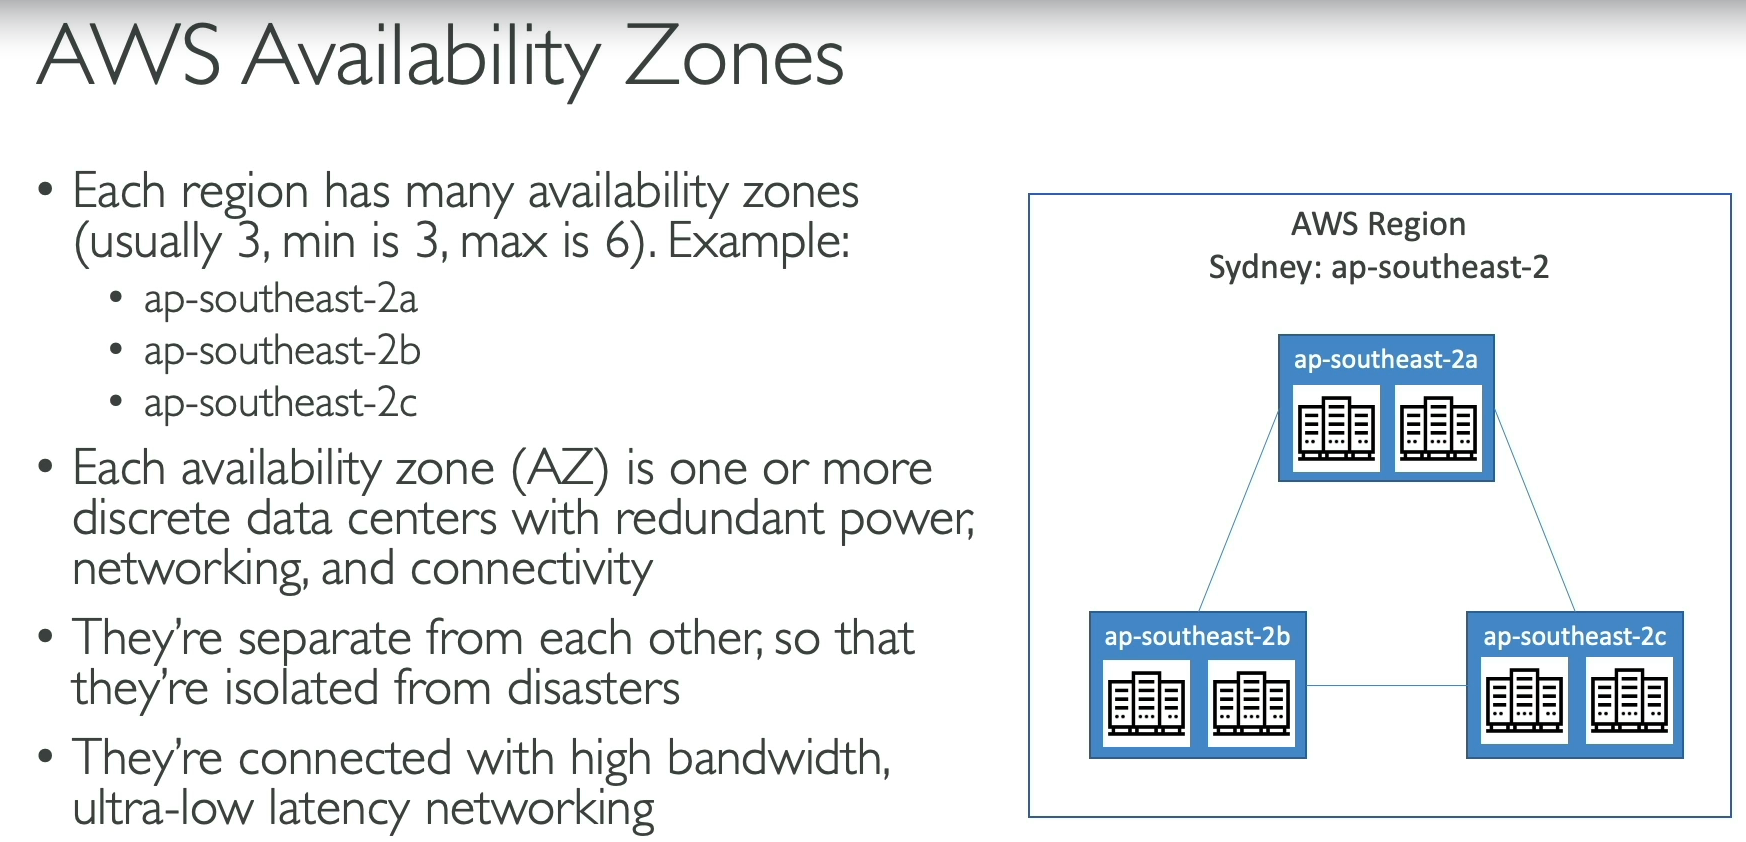 AWS Availability Zones
• Each region has many availability zones
(usually 3, min is 3, max is 6). Example:
• ap-southeast-2a
• ap-southeast-2b
• ap-southeast-2c
• Each availability zone (AZ) is one or more
discrete data centers with redundant power,
networking, and connectivity
• They’re separate from each other, so that
they’re isolated from disasters
• They’re connected with high bandwidth,
ultra-low latency networking
AWS Region
Sydney: ap-southeast-2
ap-southeast-2a
ap-southeast-2b
ap-southeast-2c